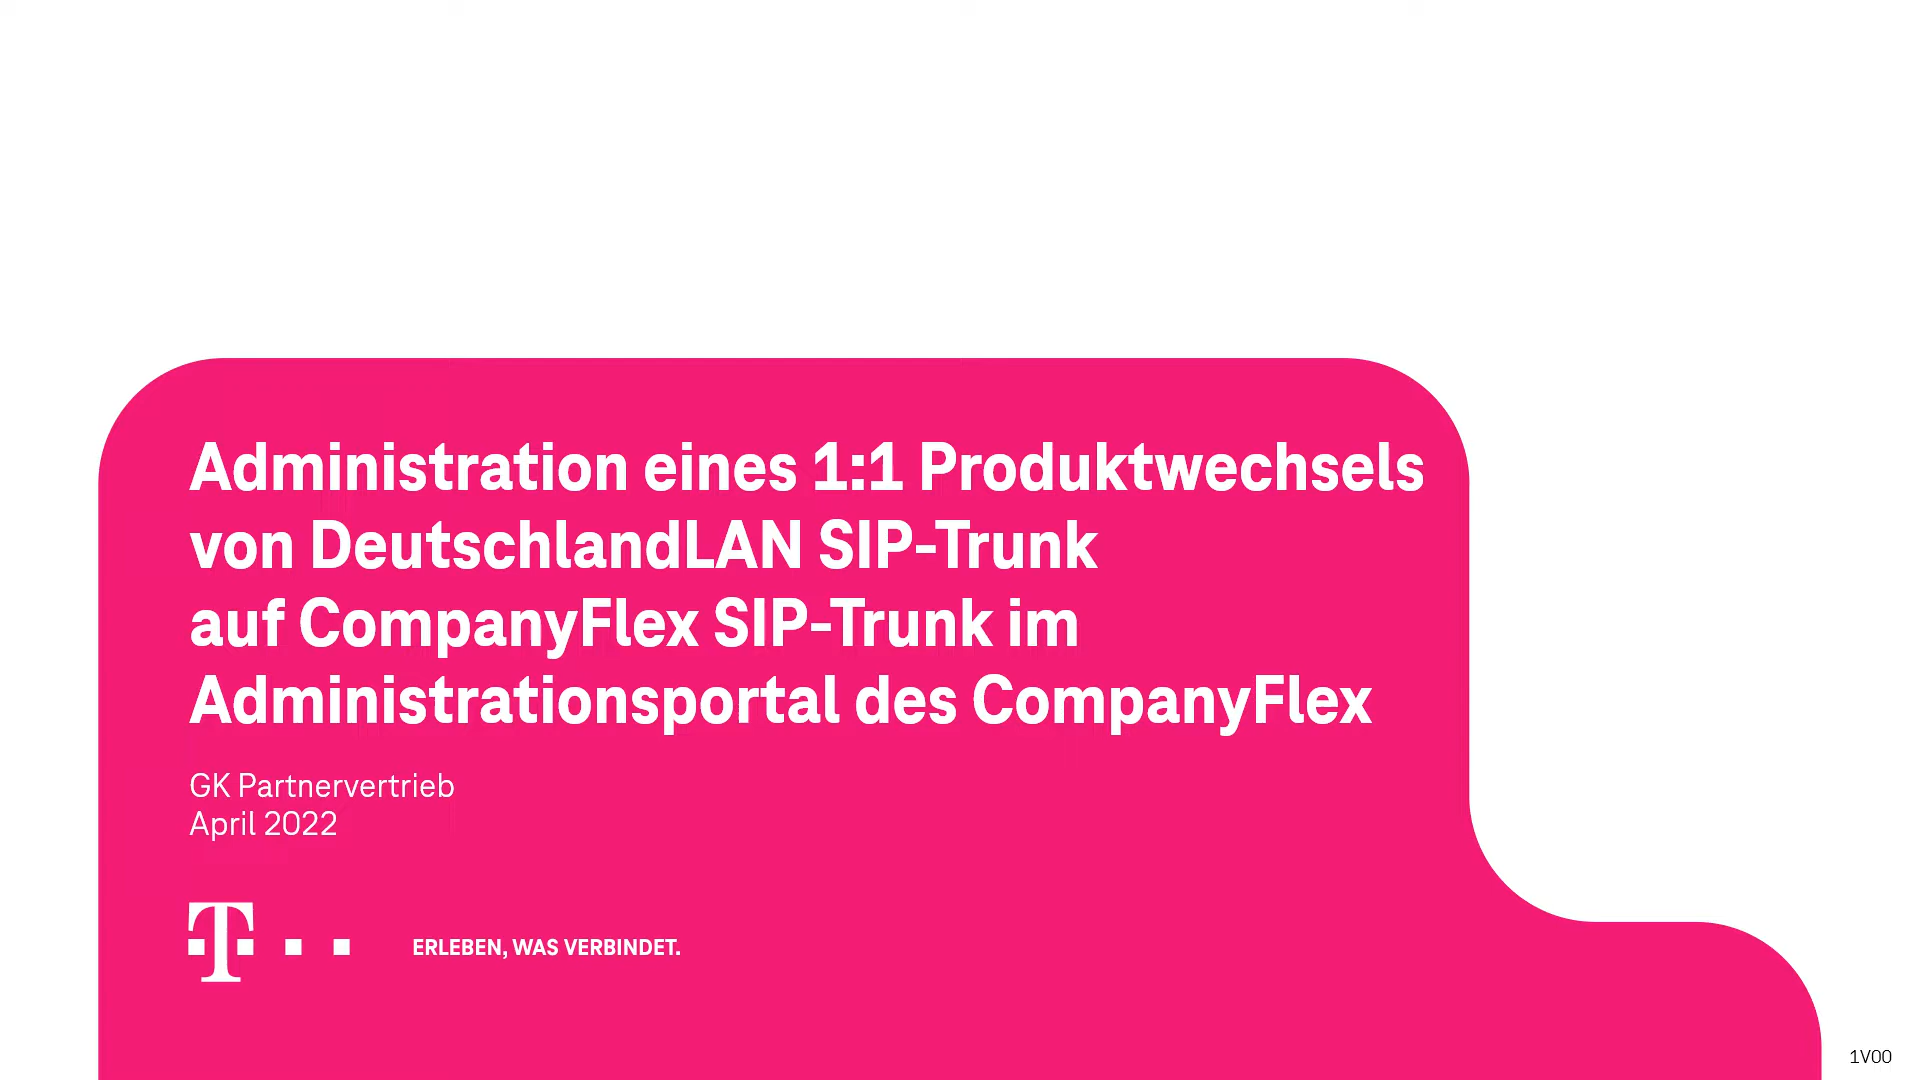 Administration eines 1:1 Produktwechsels
von DeutschlandLAN SIP-Trunk
auf CompanyFlex SIP-Trunk im
Administrationsportal des CompanyFlex
GK Partnervertrieb
April 2022
T
ERLEBEN, WAS VERBINDET.
1V00